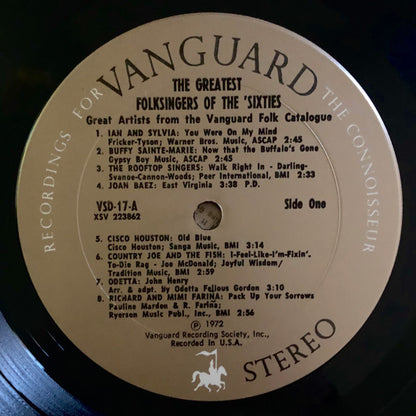 RECORDINGS FOR VANGUARD THE CONNOISSEUR
THE GREATEST
FOLKSINGERS OF THE 'SIXTIES
Great Artists from the Vanguard Folk Catalogue
1. IAN AND SYLVIA: You Were On My Mind
Fricker-Tyson; Warner Bros. Music, ASCAP 2:45
2. BUFFY SAINTE-MARIE: Now that the Buffalo's Gone
Gypsy Boy Music, ASCAP 2:45
3. THE ROOFTOP SINGERS: Walk Right In - Darling-
Svanoe-Cannon-Woods; Peer International, BMI 2:33
4. JOAN BAEZ: East Virginia 3:38 P.D.
VSD-17-A
XSV 223862
Side One
5. CISCO HOUSTON: Old Blue
Cisco Houston; Sanga Music, BMI 3:14
6. COUNTRY JOE AND THE FISH: I-Feel-Like-I'm-Fixin'.
To-Die Rag - Joe McDonald; Joyful Wisdom/
Tradition Music, BMI 2:59
7. ODETTA: John Henry
Arr. & adpt. by Odetta Felious Gordon 3:10
8. RICHARD AND MIMI FARINA: Pack Up Your Sorrows
Pauline Marden & R. Farina;
Ryerson Music Publ., Inc., BMI 2:56
Ⓟ 1972
Vanguard Recording Society, Inc.,
Recorded in U.S.A.
STEREO